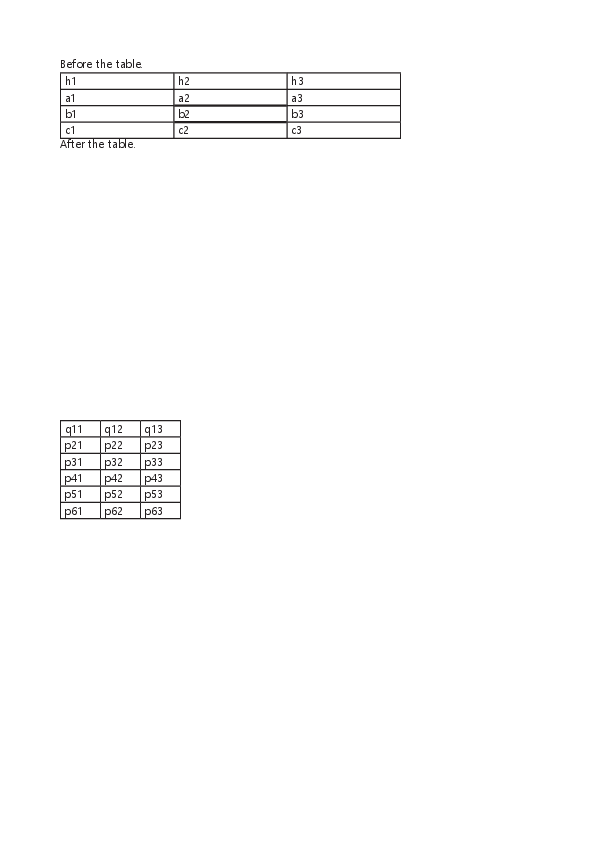 Before the table.
h1 h2 h3
a1 a2 a3
b1 b2 b3
c1 c2 c3
After the table.
q11 q12 q13
p21 p22 p23
p31 p32 p33
p41 p42 p43
p51 p52 p53
p61 p62 p63